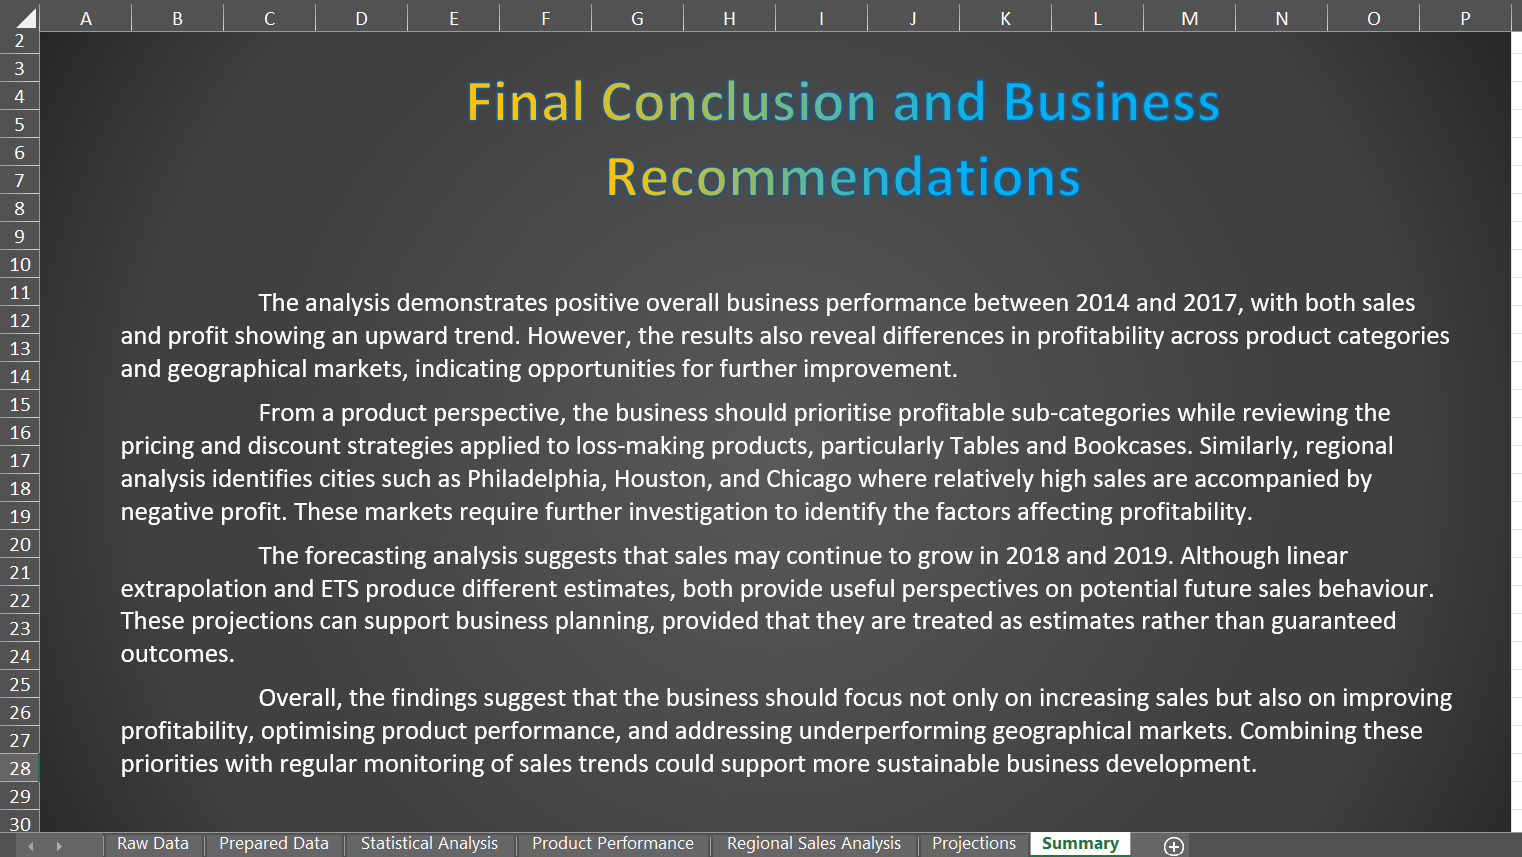 A B C D E F G H I J K L M N O P
2
3
4
5
6
7
8
9
10
11
12
13
14
15
16
17
18
19
20
21
22
23
24
25
26
27
28
29
30
Final Conclusion and Business
Recommendations
The analysis demonstrates positive overall business performance between 2014 and 2017, with both sales
and profit showing an upward trend. However, the results also reveal differences in profitability across product categories
and geographical markets, indicating opportunities for further improvement.
From a product perspective, the business should prioritise profitable sub-categories while reviewing the
pricing and discount strategies applied to loss-making products, particularly Tables and Bookcases. Similarly, regional
analysis identifies cities such as Philadelphia, Houston, and Chicago where relatively high sales are accompanied by
negative profit. These markets require further investigation to identify the factors affecting profitability.
The forecasting analysis suggests that sales may continue to grow in 2018 and 2019. Although linear
extrapolation and ETS produce different estimates, both provide useful perspectives on potential future sales behaviour.
These projections can support business planning, provided that they are treated as estimates rather than guaranteed
outcomes.
Overall, the findings suggest that the business should focus not only on increasing sales but also on improving
profitability, optimising product performance, and addressing underperforming geographical markets. Combining these
priorities with regular monitoring of sales trends could support more sustainable business development.
Raw Data Prepared Data Statistical Analysis Product Performance Regional Sales Analysis Projections Summary